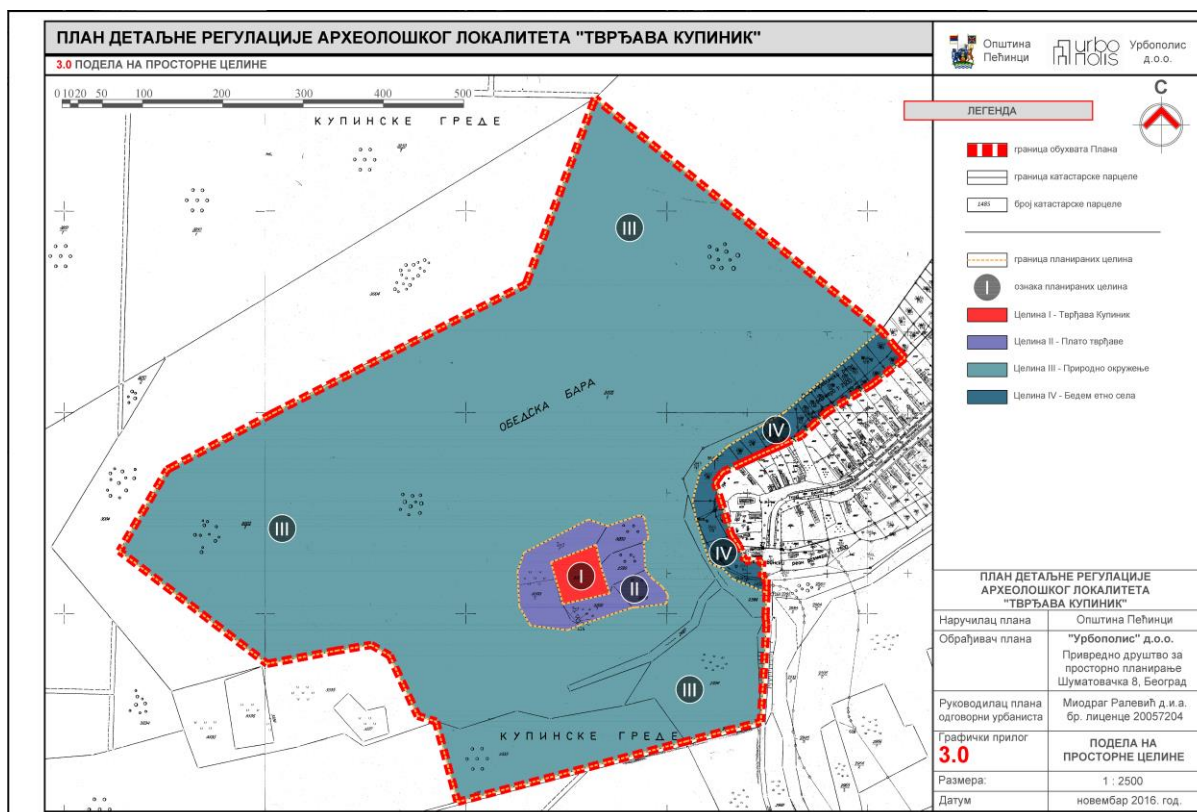 ПЛАН ДЕТАЉНЕ РЕГУЛАЦИЈЕ АРХЕОЛОШКОГ ЛОКАЛИТЕТА "ТВРЂАВА КУПИНИК"
3.0 ПОДЕЛА НА ПРОСТОРНЕ ЦЕЛИНЕ
Општина
Пећинци
urbo
polis
Урбополис
д.о.о.
0 10 20 50 100 200 300 400 500
КУПИНСКЕ ГРЕДЕ
ЛЕГЕНДА
С
граница обухвата Плана
граница катастарске парцеле
1485 број катастарске парцеле
граница планираних целина
I ознака планираних целина
Целина I - Тврђава Купиник
Целина II - Плато тврђаве
Целина III - Природно окружење
Целина IV - Бедем етно села
III
ОБЕДСКА БАРА
IV
III
IV
I
II
III
КУПИНСКЕ ГРЕДЕ
ПЛАН ДЕТАЉНЕ РЕГУЛАЦИЈЕ
АРХЕОЛОШКОГ ЛОКАЛИТЕТА
"ТВРЂАВА КУПИНИК"
Наручилац плана Општина Пећинци
Обрађивач плана "Урбополис" д.о.о.
Привредно друштво за
просторно планирање
Шуматовачка 8, Београд
Руководилац плана Миодраг Ралевић д.и.а.
одговорни урбаниста бр. лиценце 20057204
Графички прилог
3.0
ПОДЕЛА НА
ПРОСТОРНЕ ЦЕЛИНЕ
Размера: 1 : 2500
Датум новембар 2016. год.